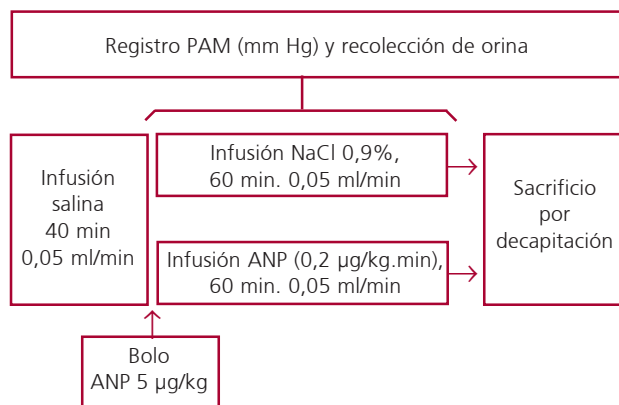 Registro PAM (mm Hg) y recolección de orina
Infusión
salina
40 min
0,05 ml/min
Infusión NaCl 0,9%,
60 min. 0,05 ml/min
Infusión ANP (0,2 µg/kg.min),
60 min. 0,05 ml/min
Sacrificio
por
decapitación
Bolo
ANP 5 µg/kg